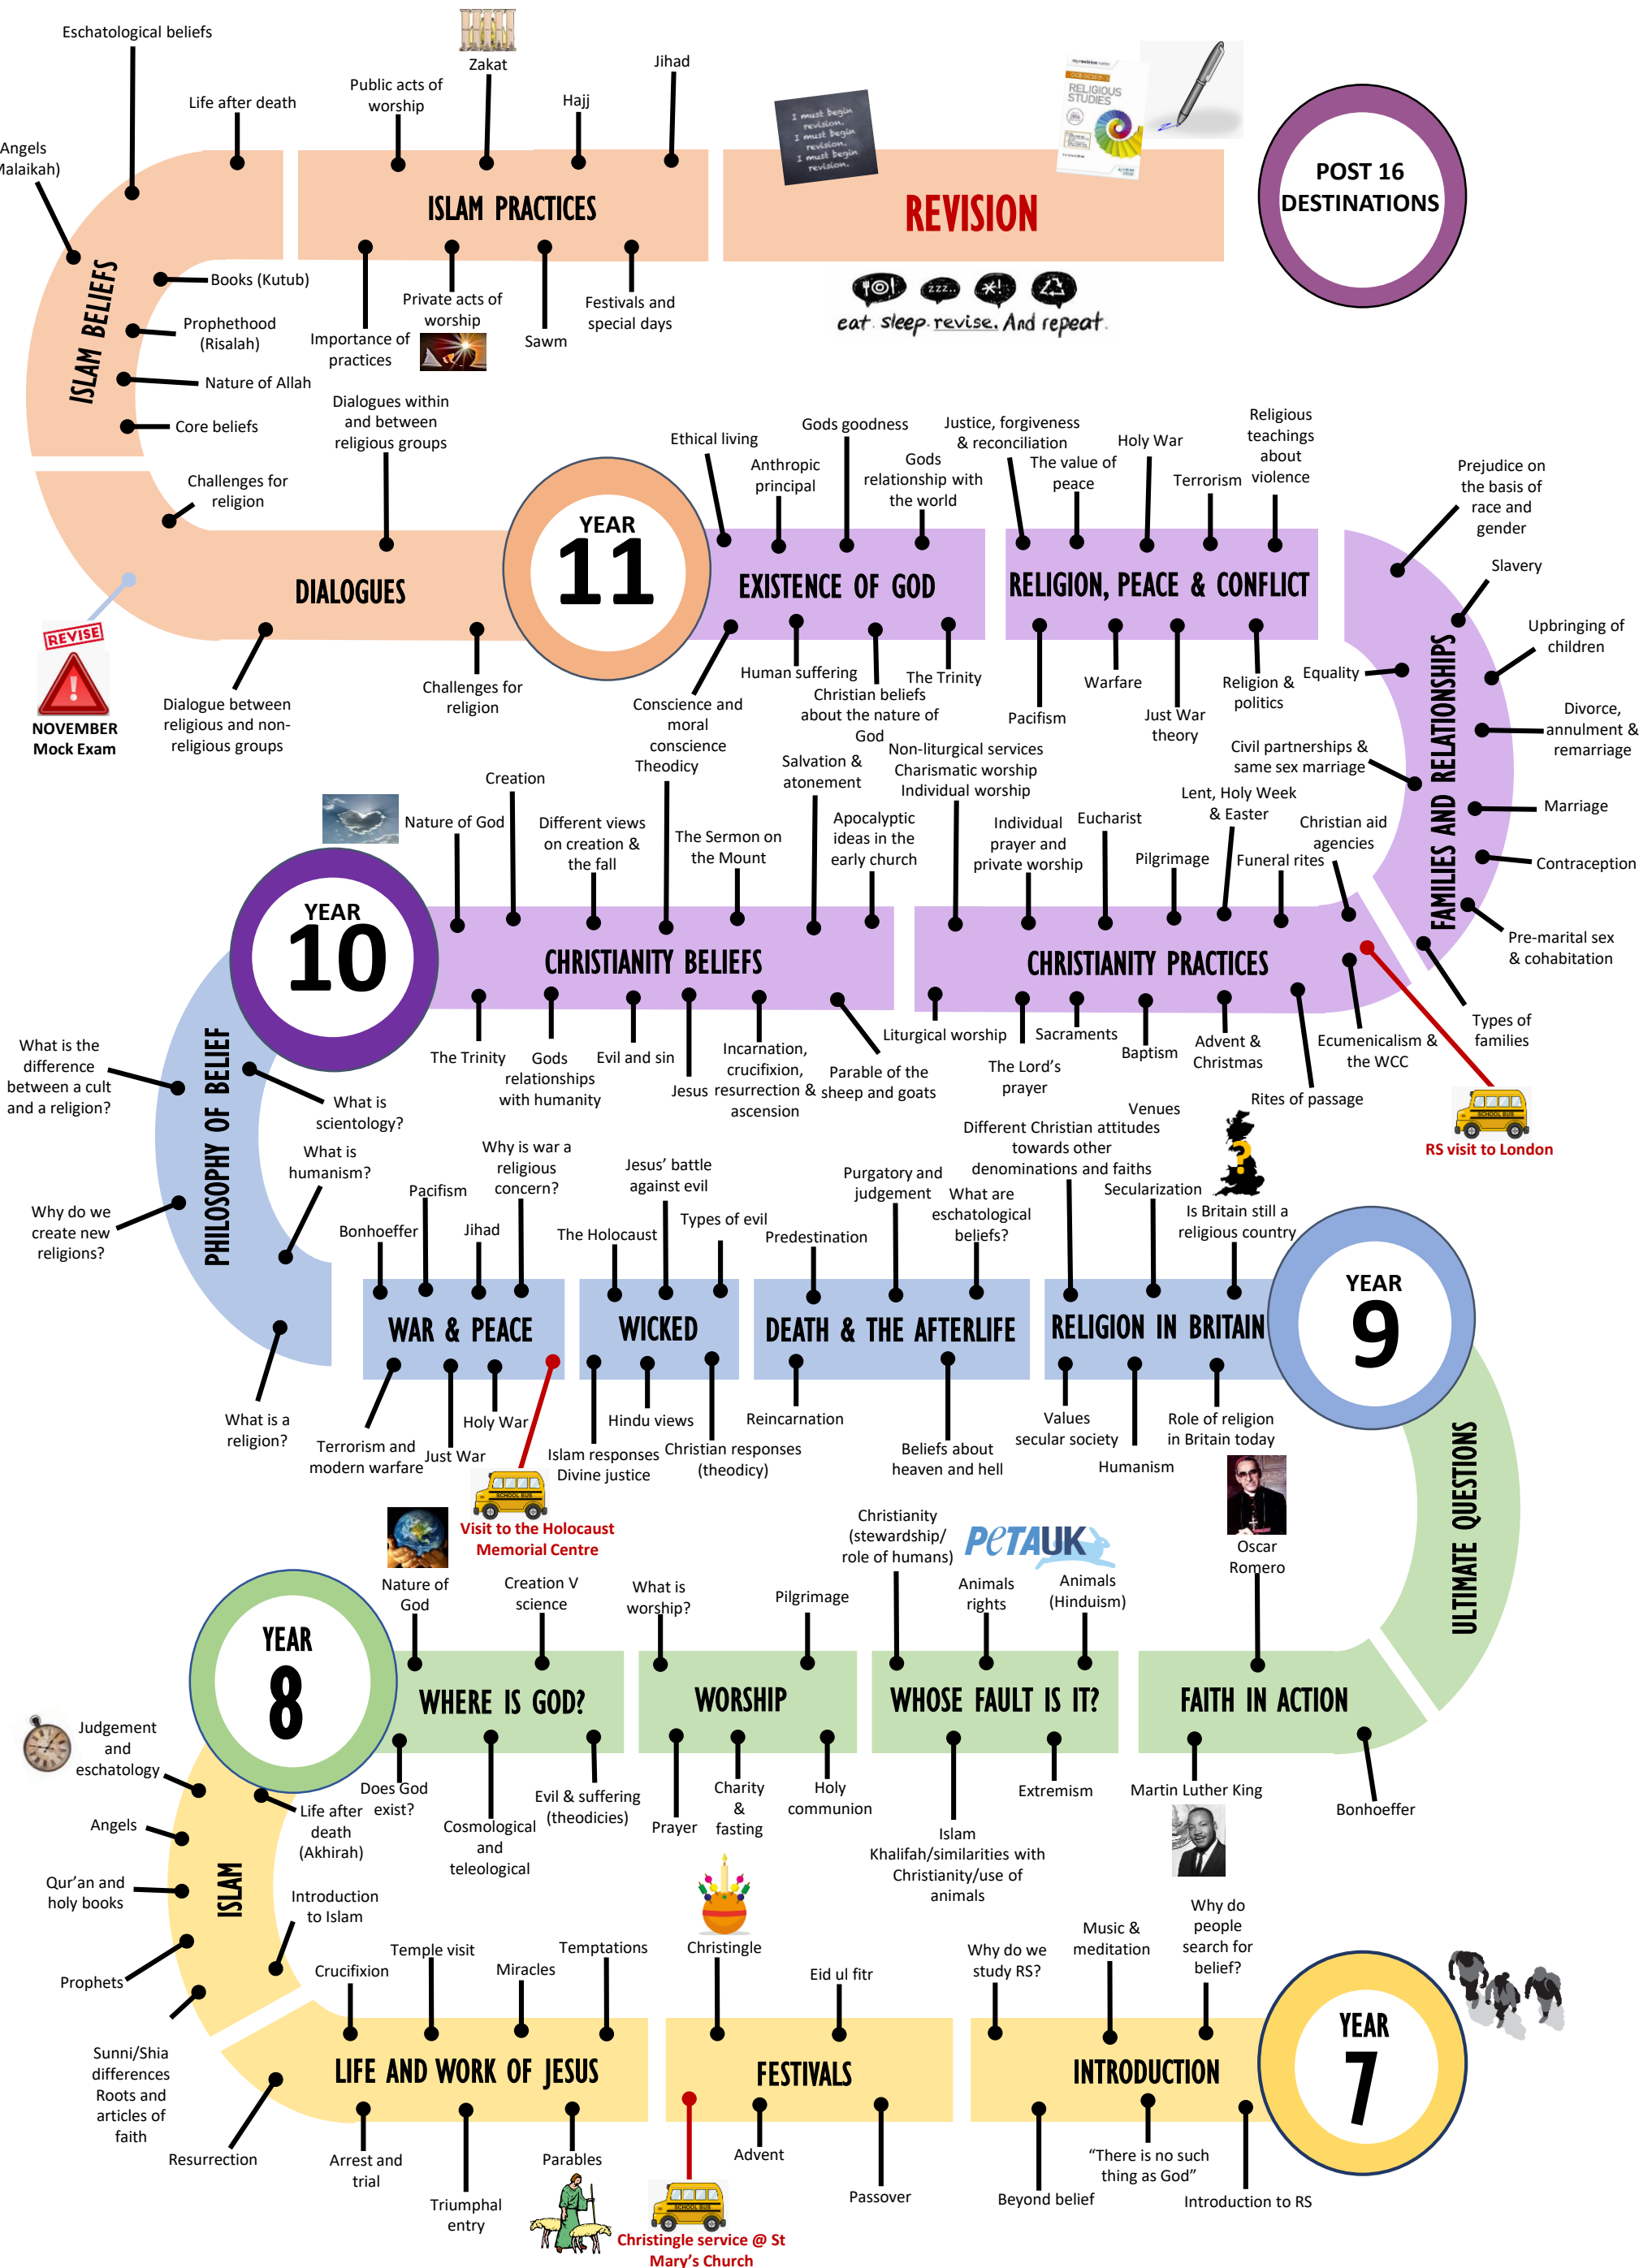 Eschatological beliefs
Zakat
Jihad
Public acts of
worship
Hajj
Life after death
Angels
Malaikah)
I must begin
revision.
I must begin
revision.
I must begin
revision.
I must begin
revision.
my revision notes
RELIGIOUS
STUDIES
POST 16
DESTINATIONS
ISLAM PRACTICES
REVISION
ISLAM BELIEFS
Books (Kutub)
Prophethood
(Risalah)
Nature of Allah
Core beliefs
Importance of
practices
Private acts of
worship
Sawm
Festivals and
special days
zzz..
*!
eat. sleep. revise. And repeat.
Dialogues within
and between
religious groups
Challenges for
religion
YEAR
11
DIALOGUES
REVISE
!
NOVEMBER
Mock Exam
Dialogue between
religious and non-
religious groups
Challenges for
religion
Ethical living
Anthropic
principal
Gods goodness
Gods
relationship with
the world
Justice, forgiveness
& reconciliation
The value of
peace
Holy War
Terrorism
Religious
teachings
about
violence
EXISTENCE OF GOD
RELIGION, PEACE & CONFLICT
Conscience and
moral
conscience
Human suffering
Christian beliefs
about the nature of
God
The Trinity
Pacifism
Warfare
Just War
theory
Religion &
politics
Prejudice on
the basis of
race and
gender
Slavery
Upbringing of
children
Equality
Divorce,
annulment &
remarriage
Civil partnerships &
same sex marriage
Marriage
Contraception
Pre-marital sex
& cohabitation
Types of
families
FAMILIES AND RELATIONSHIPS
YEAR
10
Nature of God
Creation
Different views
on creation &
the fall
Theodicy
The Sermon on
the Mount
Salvation &
atonement
Apocalyptic
ideas in the
early church
Non-liturgical services
Charismatic worship
Individual worship
Individual
prayer and
private worship
Eucharist
Pilgrimage
Lent, Holy Week
& Easter
Funeral rites
Christian aid
agencies
CHRISTIANITY BELIEFS
CHRISTIANITY PRACTICES
The Trinity
Gods
relationships
with humanity
Evil and sin
Jesus
Incarnation,
crucifixion,
resurrection &
ascension
Parable of the
sheep and goats
Liturgical worship
The Lord's
prayer
Sacraments
Baptism
Advent &
Christmas
Rites of passage
Ecumenicalism &
the WCC
SCHOOL BUS
RS visit to London
What is the
difference
between a cult
and a religion?
What is
scientology?
What is
humanism?
Why do we
create new
religions?
What is a
religion?
PHILOSOPHY OF BELIEF
Bonhoeffer
Pacifism
Jihad
Why is war a
religious
concern?
The Holocaust
Jesus' battle
against evil
Types of evil
Predestination
Purgatory and
judgement
What are
eschatological
beliefs?
Venues
Different Christian attitudes
towards other
denominations and faiths
Secularization
?
Is Britain still a
religious country
WAR & PEACE
WICKED
DEATH & THE AFTERLIFE
RELIGION IN BRITAIN
YEAR
9
Terrorism and
modern warfare
Just War
Holy War
SCHOOL BUS
Visit to the Holocaust
Memorial Centre
Islam responses
Divine justice
Hindu views
Christian responses
(theodicy)
Reincarnation
Beliefs about
heaven and hell
Values
secular society
Humanism
Role of religion
in Britain today
ULTIMATE QUESTIONS
Nature of
God
Creation V
science
What is
worship?
Pilgrimage
Christianity
(stewardship/
role of humans)
PeTAUK
Animals
rights
Animals
(Hinduism)
Oscar
Romero
YEAR
8
WHERE IS GOD?
WORSHIP
WHOSE FAULT IS IT?
FAITH IN ACTION
Does God
exist?
Cosmological
and
teleological
Evil & suffering
(theodicies)
Prayer
Charity
&
fasting
Holy
communion
Islam
Khalifah/similarities with
Christianity/use of
animals
Extremism
Martin Luther King
Bonhoeffer
Judgement
and
eschatology
Life after
death
(Akhirah)
Angels
Qur'an and
holy books
Introduction
to Islam
Prophets
Sunni/Shia
differences
Roots and
articles of
faith
ISLAM
Crucifixion
Temple visit
Miracles
Temptations
Christingle
Eid ul fitr
Why do we
study RS?
Music &
meditation
Why do
people
search for
belief?
LIFE AND WORK OF JESUS
FESTIVALS
INTRODUCTION
YEAR
7
Resurrection
Arrest and
trial
Triumphal
entry
Parables
SCHOOL BUS
Christingle service @ St
Mary's Church
Advent
Passover
Beyond belief
"There is no such
thing as God"
Introduction to RS